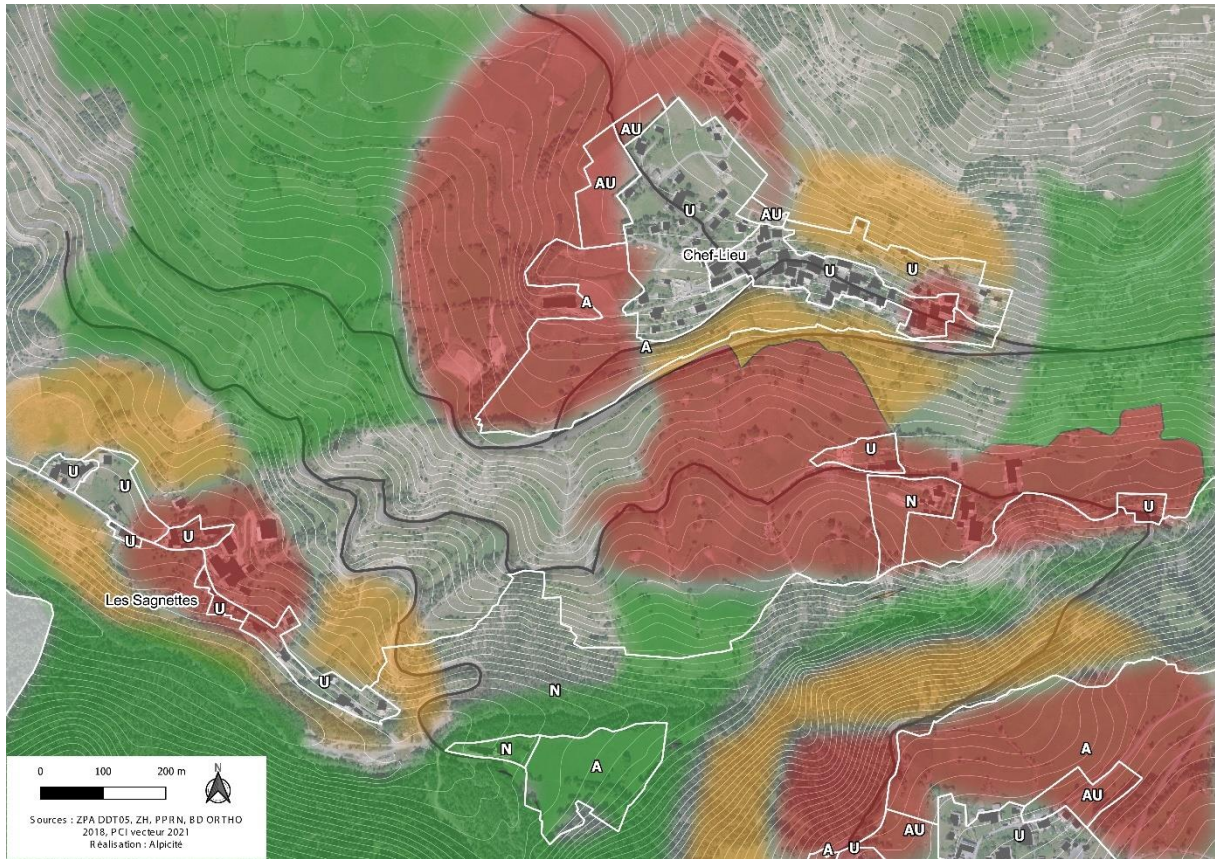 AU
AU
AU
U
Chef-Lieu
U
U
A
A
U
U
U
N
U
U
U
Les Sagnettes
U
U
N
N
A
A
AU
AU
U
A
U
0
100
200 m
N
Sources : ZPA DDT05, ZH, PPRN, BD ORTHO
2018, PCI vecteur 2021
Réalisation : Alpicité